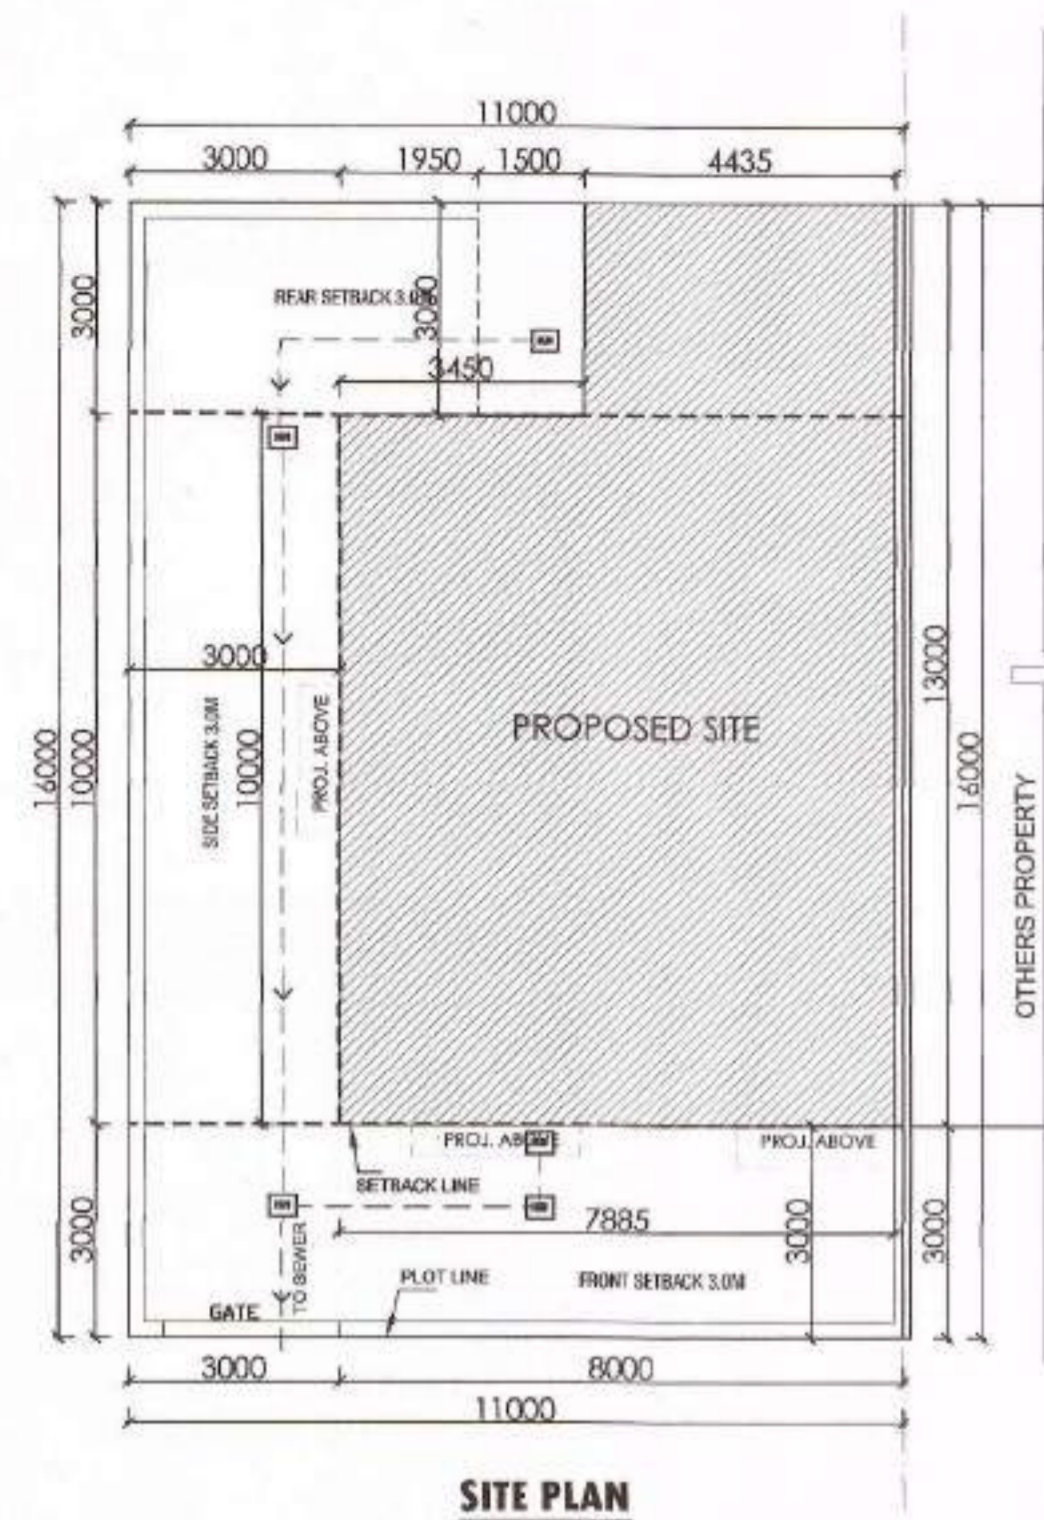 11000
3000 1950 1500 4435
3000
REAR SETBACK 3.0M
3000
3450
3000
SIDE SETBACK 3.0M
10000
PROJ. ABOVE
PROPOSED SITE
16000
10000
13000
16000
OTHERS PROPERTY
PROJ. ABOVE
PROJ. ABOVE
SETBACK LINE
7885
3000
3000
3000
TO SEWER
PLOT LINE
FRONT SETBACK 3.0M
GATE
3000 8000
11000
SITE PLAN